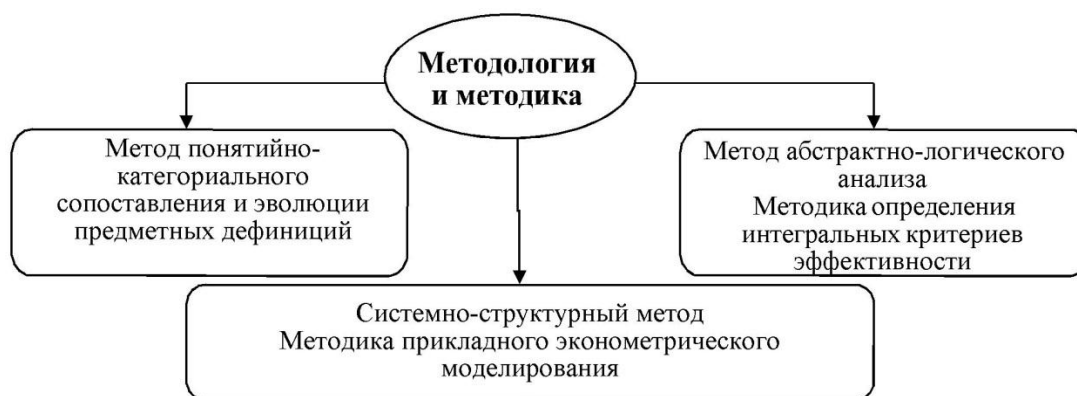 Методология
и методика
Метод понятийно-
категориального
сопоставления и эволюции
предметных дефиниций
Метод абстрактно-логического
анализа
Методика определения
интегральных критериев
эффективности
Системно-структурный метод
Методика прикладного эконометрического
моделирования